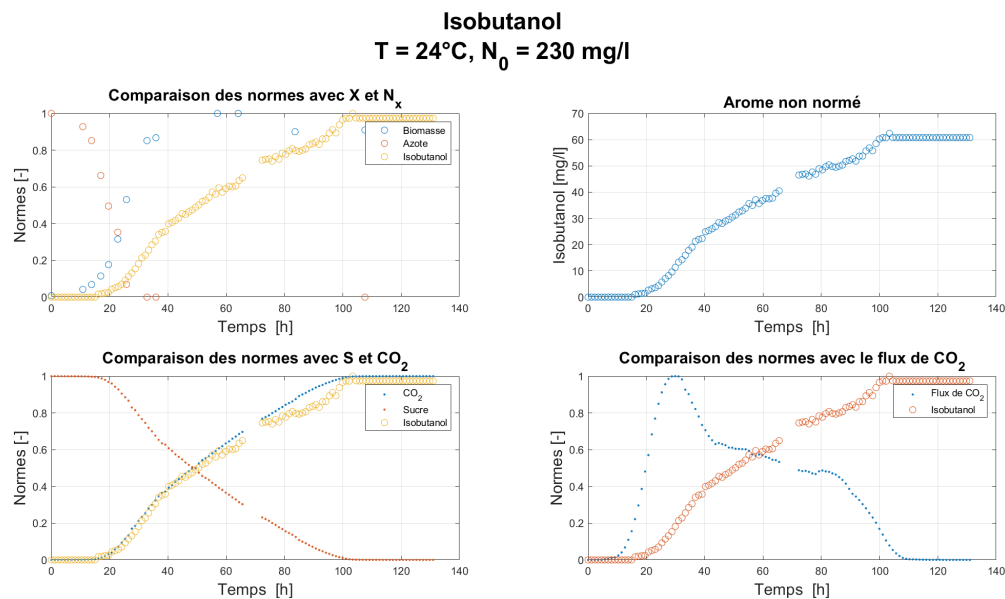 Isobutanol
T = 24°C, N0 = 230 mg/l
Comparaison des normes avec X et Nx
Normes [-]
1
0.8
0.6
0.4
0.2
0
0 20 40 60 80 100 120 140
Temps [h]
Biomasse
Azote
Isobutanol
Arome non normé
Isobutanol [mg/l]
70
60
50
40
30
20
10
0
0 20 40 60 80 100 120 140
Temps [h]
Comparaison des normes avec S et CO2
Normes [-]
1
0.8
0.6
0.4
0.2
0
0 20 40 60 80 100 120 140
Temps [h]
CO2
Sucre
Isobutanol
Comparaison des normes avec le flux de CO2
Normes [-]
1
0.8
0.6
0.4
0.2
0
0 20 40 60 80 100 120 140
Temps [h]
Flux de CO2
Isobutanol